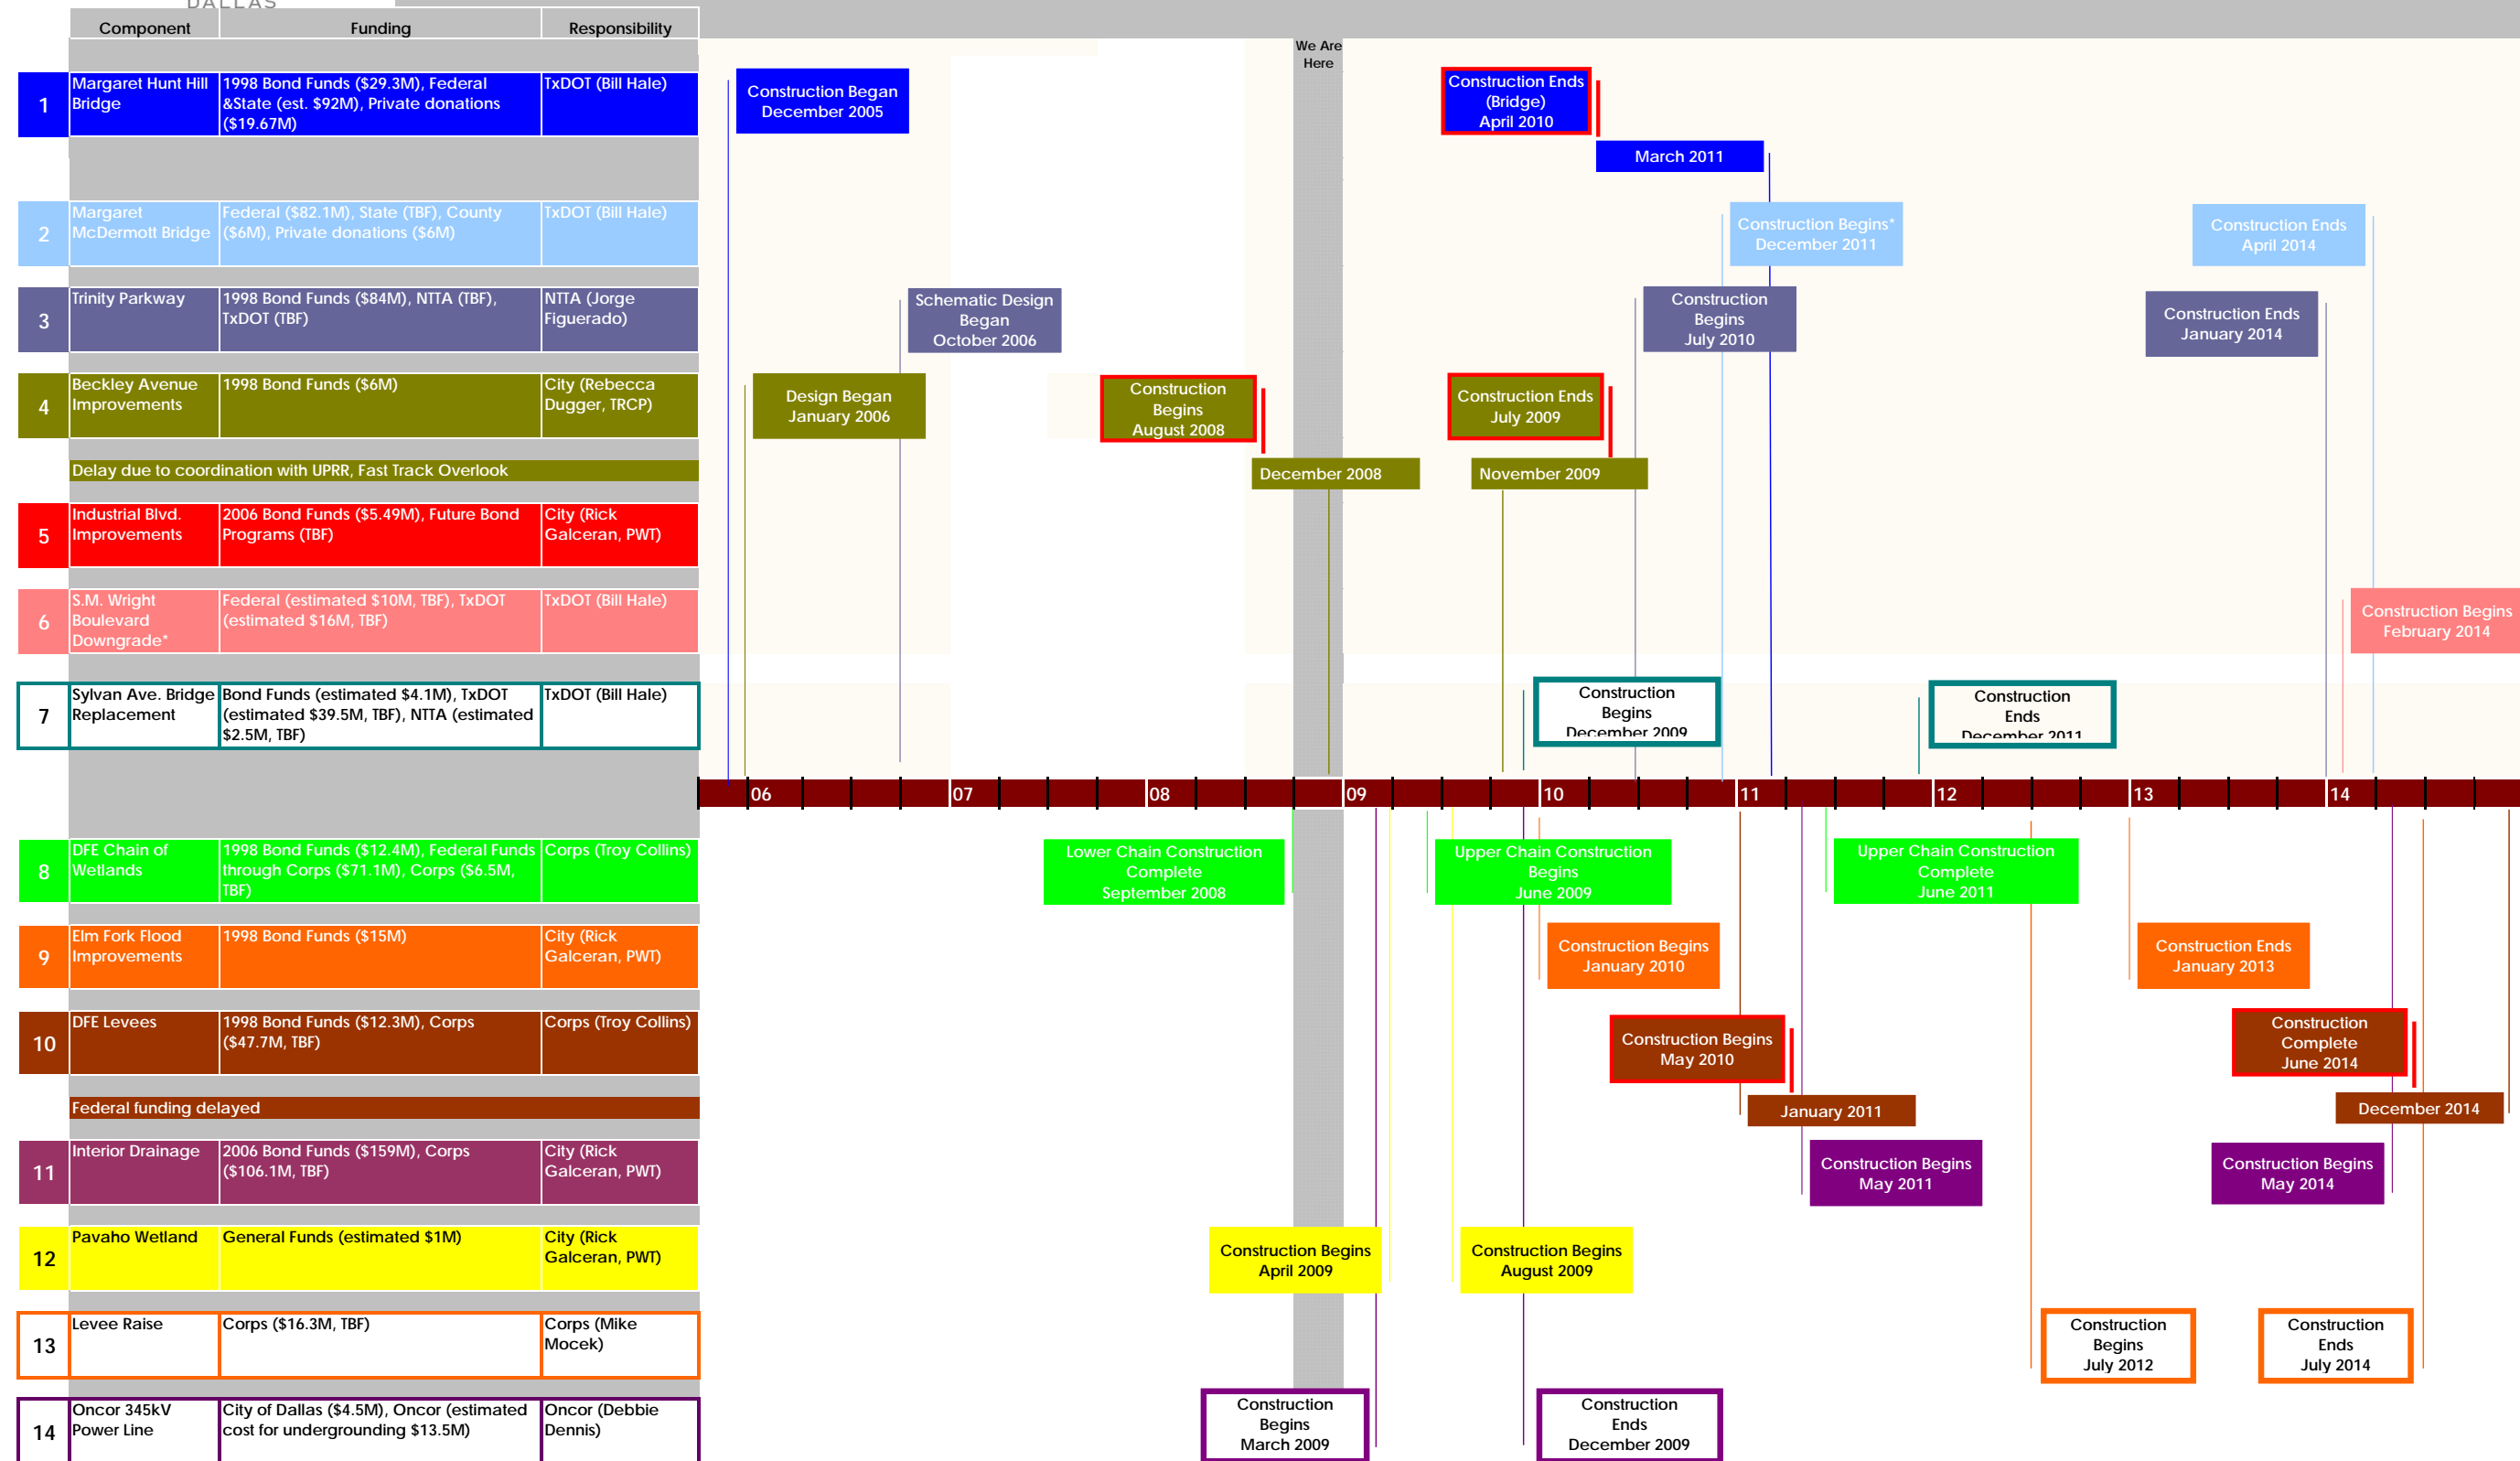 DALLAS
Component Funding Responsibility
We Are
Here
1
Margaret Hunt Hill
Bridge
1998 Bond Funds ($29.3M), Federal
&State (est. $92M), Private donations
($19.67M)
TxDOT (Bill Hale)
Construction Began
December 2005
Construction Ends
(Bridge)
April 2010
March 2011
2
Margaret
McDermott Bridge
Federal ($82.1M), State (TBF), County
($6M), Private donations ($6M)
TxDOT (Bill Hale)
Construction Begins*
December 2011
Construction Ends
April 2014
3
Trinity Parkway
1998 Bond Funds ($84M), NTTA (TBF),
TxDOT (TBF)
NTTA (Jorge
Figuerado)
Schematic Design
Began
October 2006
Construction
Begins
July 2010
Construction Ends
January 2014
4
Beckley Avenue
Improvements
1998 Bond Funds ($6M)
City (Rebecca
Dugger, TRCP)
Design Began
January 2006
Construction
Begins
August 2008
Construction Ends
July 2009
Delay due to coordination with UPRR, Fast Track Overlook
December 2008
November 2009
5
Industrial Blvd.
Improvements
2006 Bond Funds ($5.49M), Future Bond
Programs (TBF)
City (Rick
Galceran, PWT)
6
S.M. Wright
Boulevard
Downgrade*
Federal (estimated $10M, TBF), TxDOT
(estimated $16M, TBF)
TxDOT (Bill Hale)
Construction Begins
February 2014
7
Sylvan Ave. Bridge
Replacement
Bond Funds (estimated $4.1M), TxDOT
(estimated $39.5M, TBF), NTTA (estimated
$2.5M, TBF)
TxDOT (Bill Hale)
Construction
Begins
December 2009
Construction
Ends
December 2011
06 07 08 09 10 11 12 13 14
8
DFE Chain of
Wetlands
1998 Bond Funds ($12.4M), Federal Funds
through Corps ($71.1M), Corps ($6.5M,
TBF)
Corps (Troy Collins)
Lower Chain Construction
Complete
September 2008
Upper Chain Construction
Begins
June 2009
Upper Chain Construction
Complete
June 2011
9
Elm Fork Flood
Improvements
1998 Bond Funds ($15M)
City (Rick
Galceran, PWT)
Construction Begins
January 2010
Construction Ends
January 2013
10
DFE Levees
1998 Bond Funds ($12.3M), Corps
($47.7M, TBF)
Corps (Troy Collins)
Construction Begins
May 2010
Construction
Complete
June 2014
Federal funding delayed
January 2011
December 2014
11
Interior Drainage
2006 Bond Funds ($159M), Corps
($106.1M, TBF)
City (Rick
Galceran, PWT)
Construction Begins
May 2011
Construction Begins
May 2014
12
Pavaho Wetland
General Funds (estimated $1M)
City (Rick
Galceran, PWT)
Construction Begins
April 2009
Construction Begins
August 2009
13
Levee Raise
Corps ($16.3M, TBF)
Corps (Mike
Mocek)
Construction
Begins
July 2012
Construction
Ends
July 2014
14
Oncor 345kV
Power Line
City of Dallas ($4.5M), Oncor (estimated
cost for undergrounding $13.5M)
Oncor (Debbie
Dennis)
Construction
Begins
March 2009
Construction
Ends
December 2009